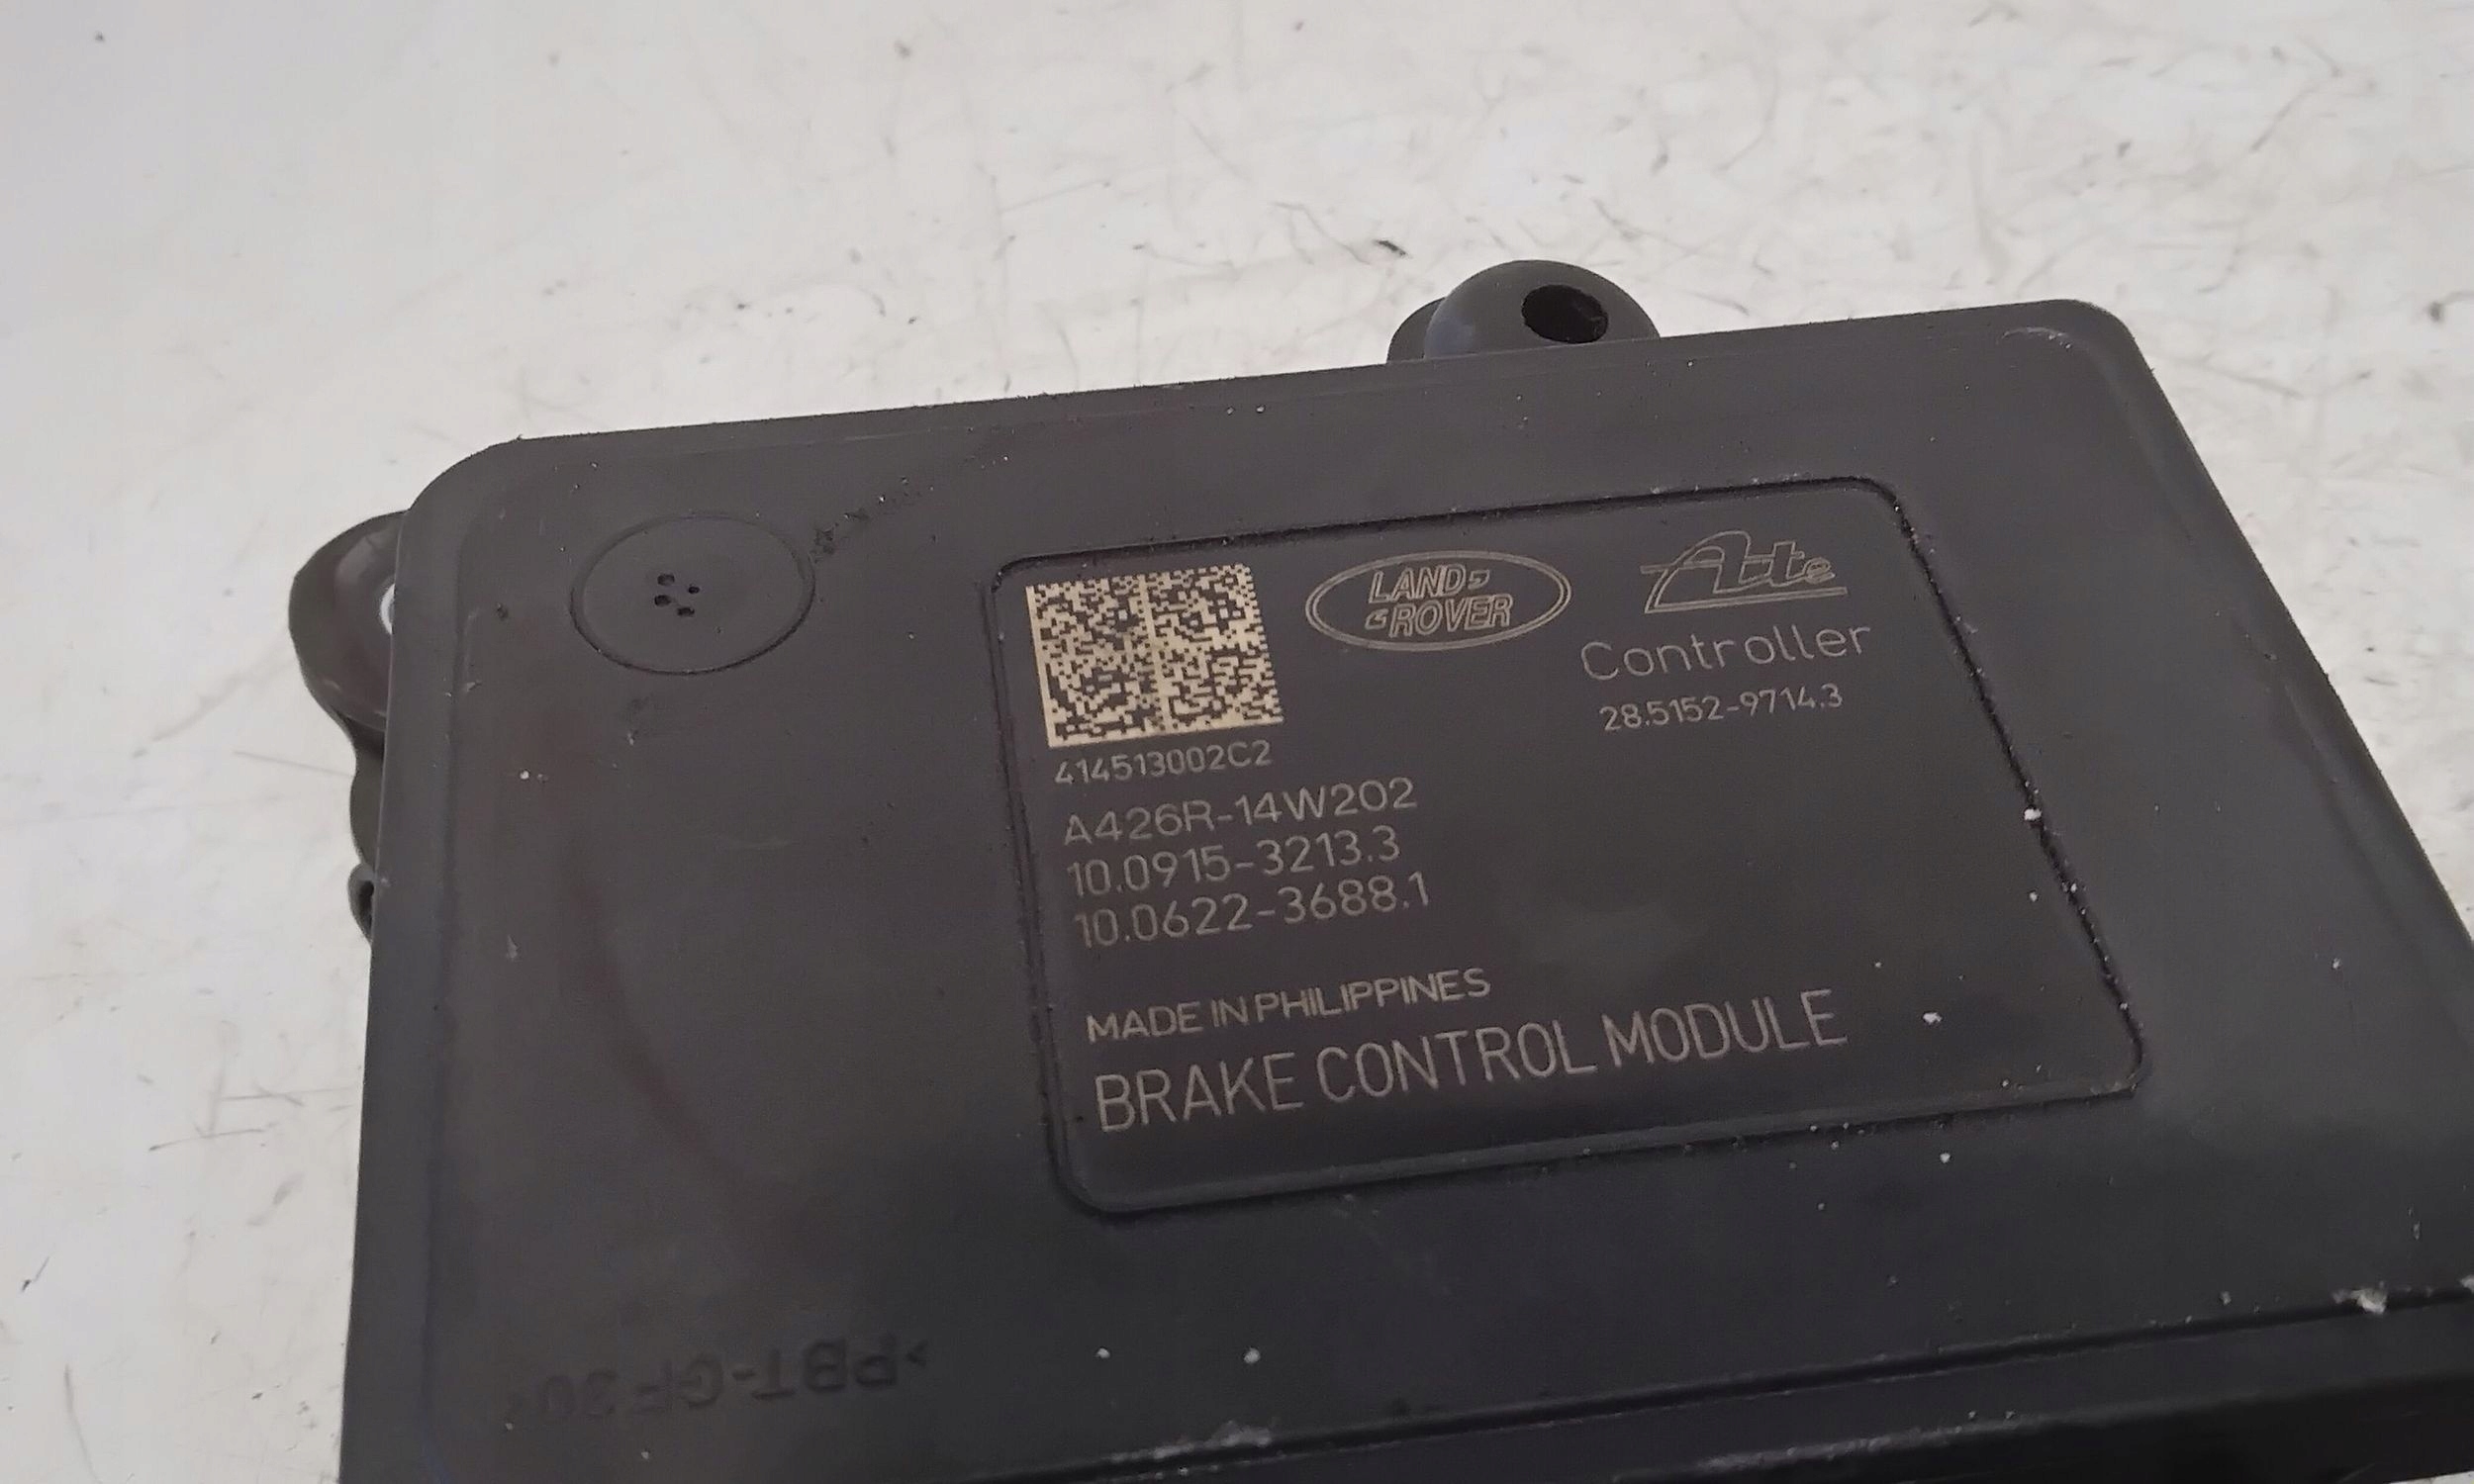 LAND
ROVER
Ate
Controller
28.5152-9714.3
414513002C2
A426R-14W202
10.0915-3213.3
10.0622-3688.1
MADE IN PHILIPPINES
BRAKE CONTROL MODULE
>PBT-GF30<